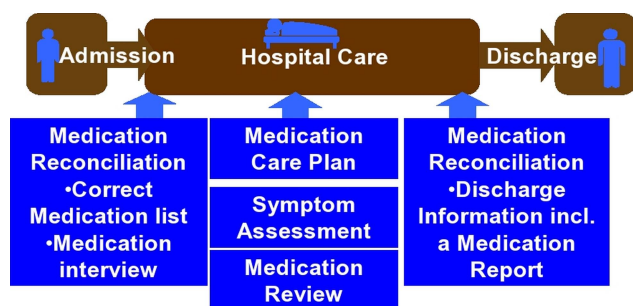 Admission
Hospital Care
Discharge
Medication
Reconciliation
•Correct
Medication list
•Medication
interview
Medication
Care Plan
Symptom
Assessment
Medication
Review
Medication
Reconciliation
•Discharge
Information incl.
a Medication
Report